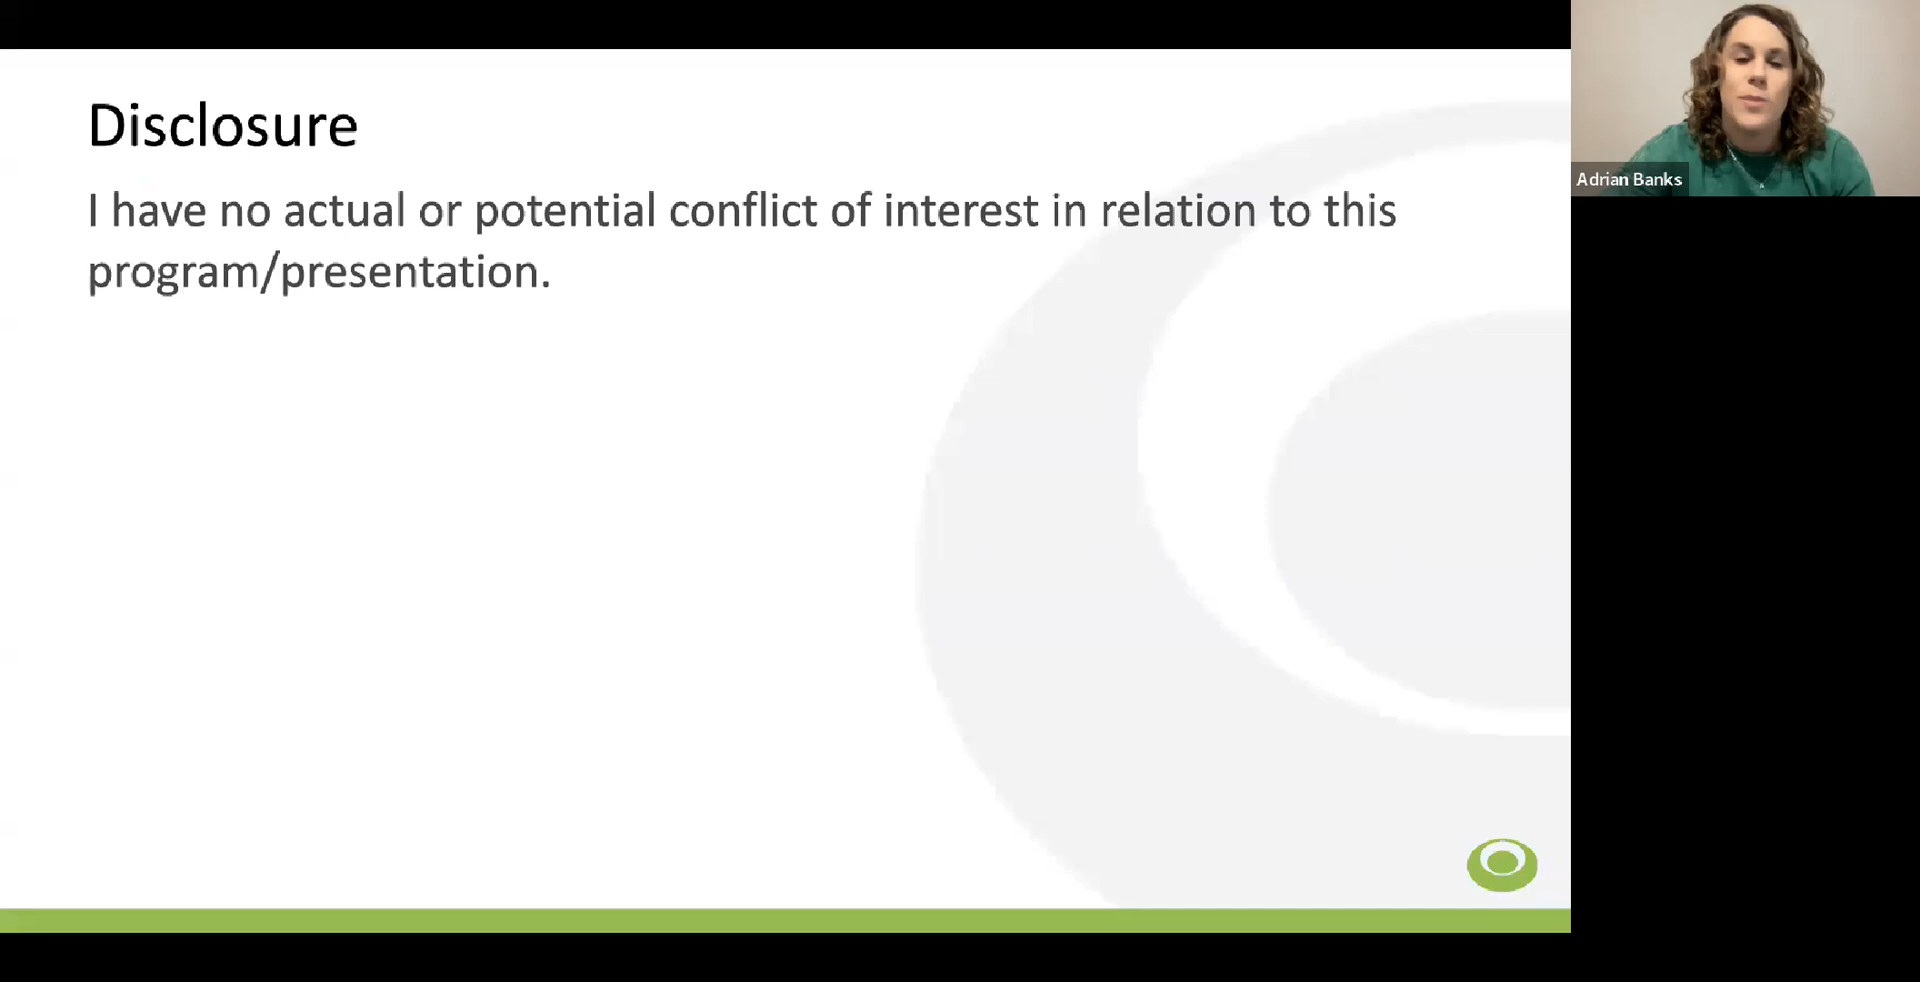 Disclosure
I have no actual or potential conflict of interest in relation to this
program/presentation.
Adrian Banks